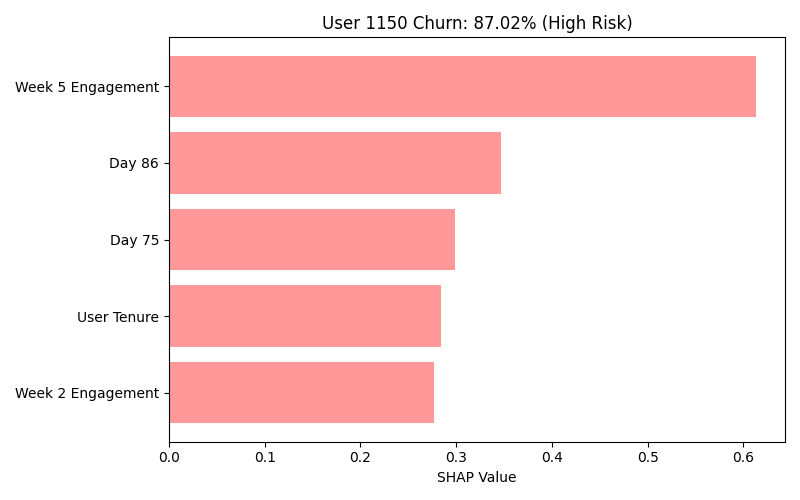 User 1150 Churn: 87.02% (High Risk)
Week 5 Engagement
Day 86
Day 75
User Tenure
Week 2 Engagement
0.0 0.1 0.2 0.3 0.4 0.5 0.6
SHAP Value